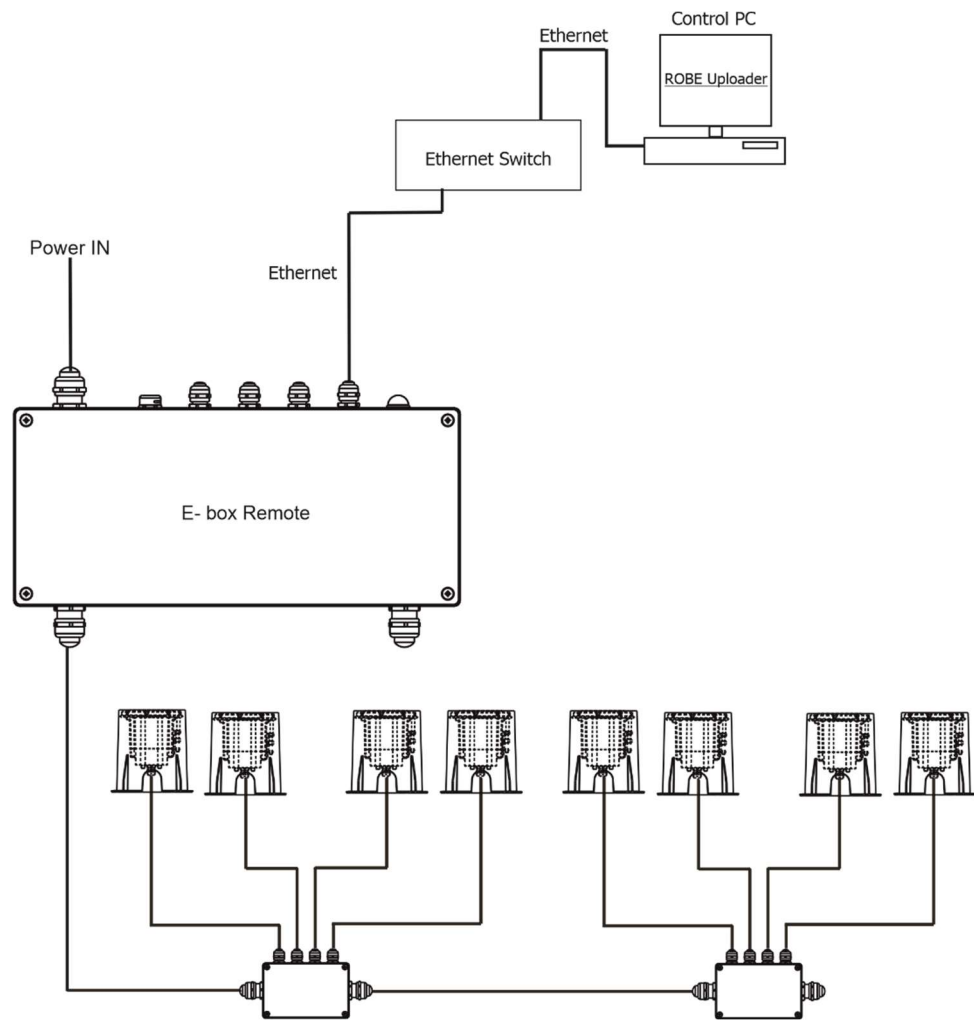 Control PC
Ethernet
ROBE Uploader
Ethernet Switch
Power IN
Ethernet
E- box Remote